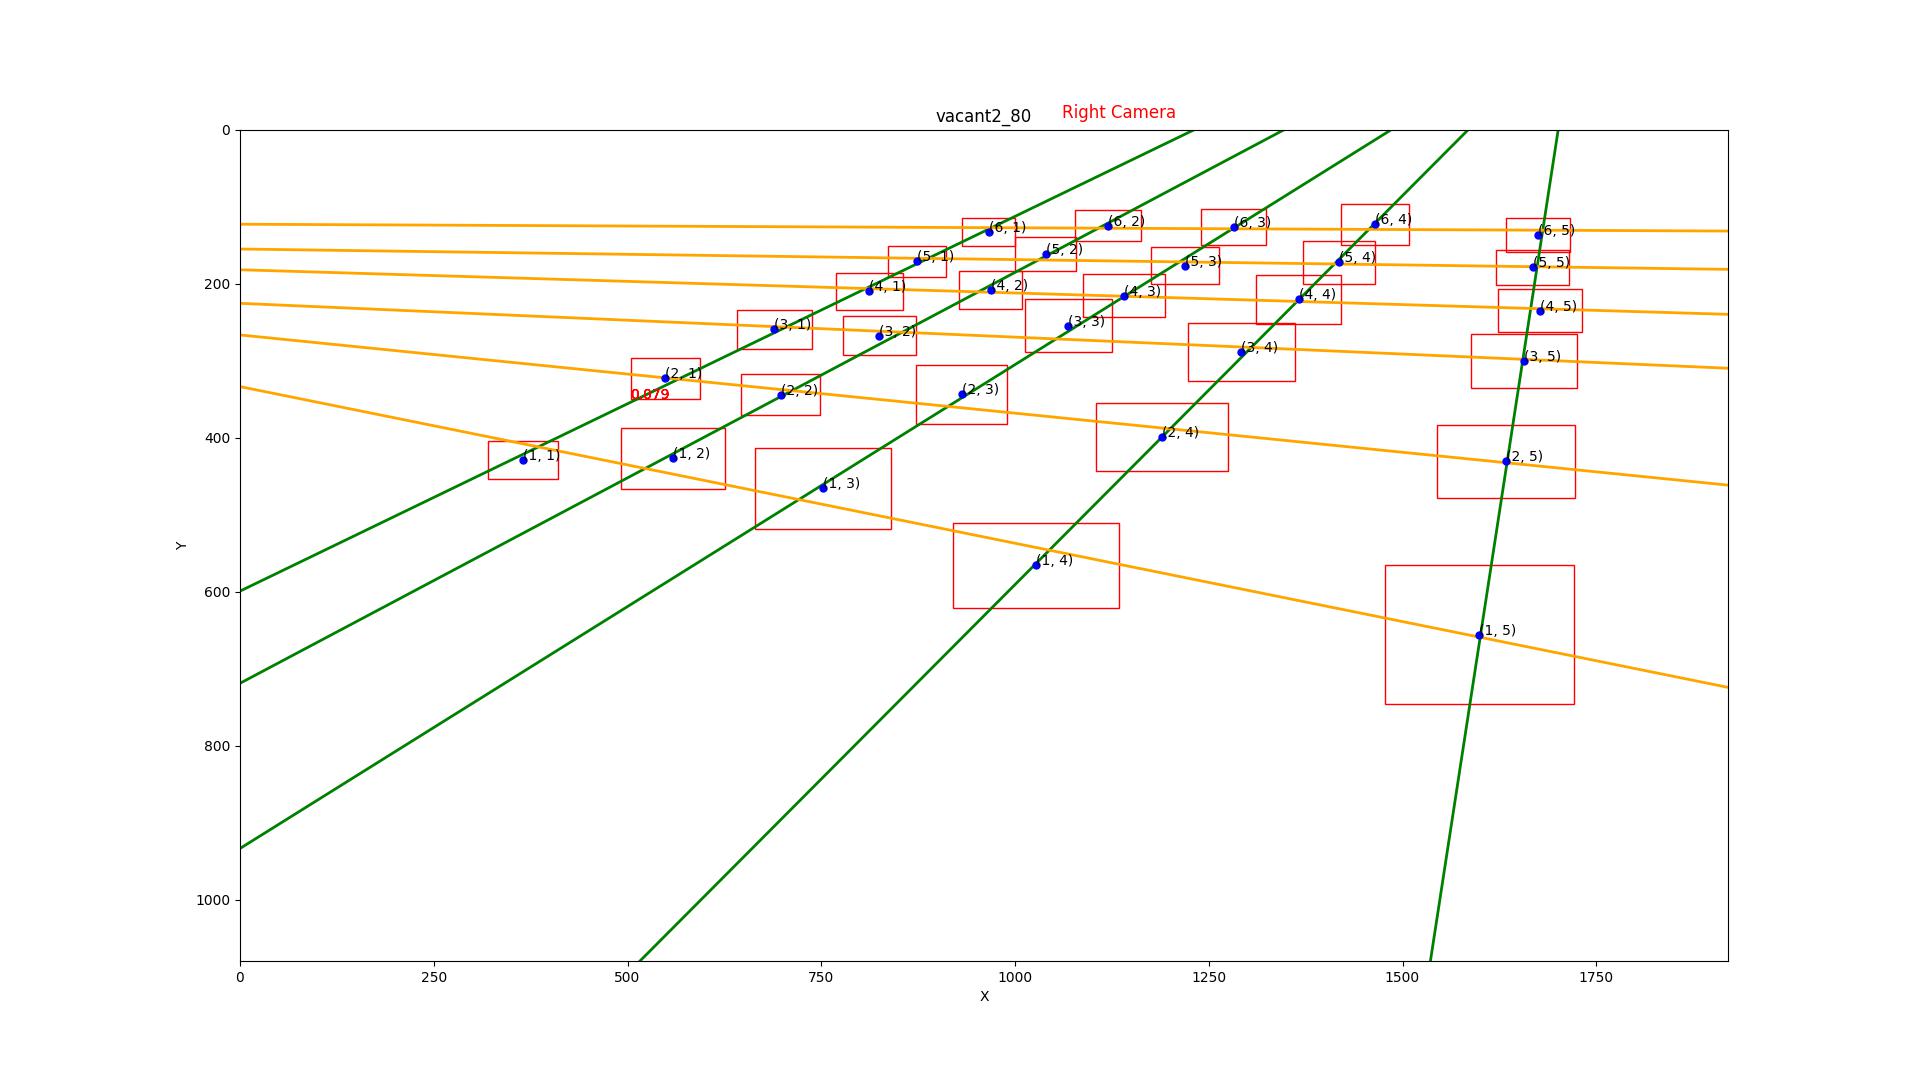 vacant2_80 Right Camera
0
(6, 1) (6, 2) (6, 3) (6, 4) (6, 5)
(5, 1) (5, 2) (5, 3) (5, 4) (5, 5)
200
(4, 1) (4, 2) (4, 3) (4, 4) (4, 5)
(3, 1) (3, 2) (3, 3) (3, 4) (3, 5)
(2, 1) (2, 2) (2, 3) (2, 4) (2, 5)
0.079
400
(1, 1) (1, 2) (1, 3) (1, 4) (1, 5)
Y
600
800
1000
0 250 500 750 1000 1250 1500 1750
X